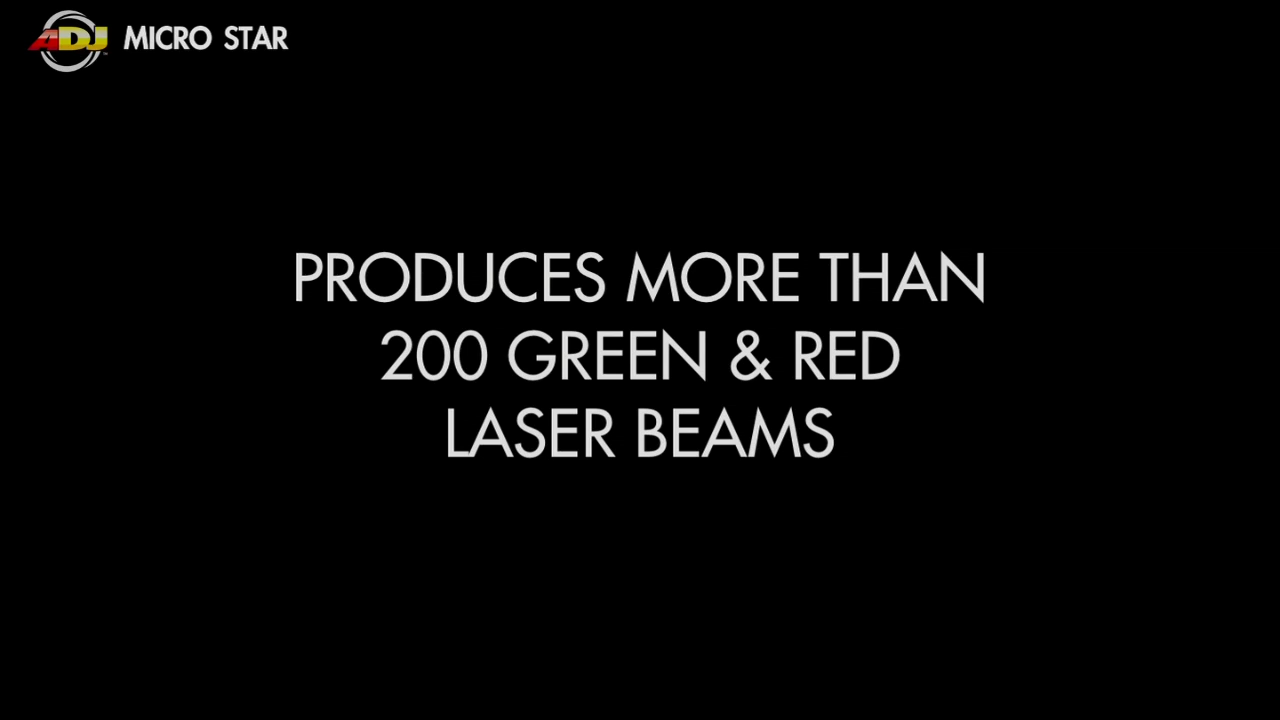 ADJ MICRO STAR
PRODUCES MORE THAN
200 GREEN & RED
LASER BEAMS